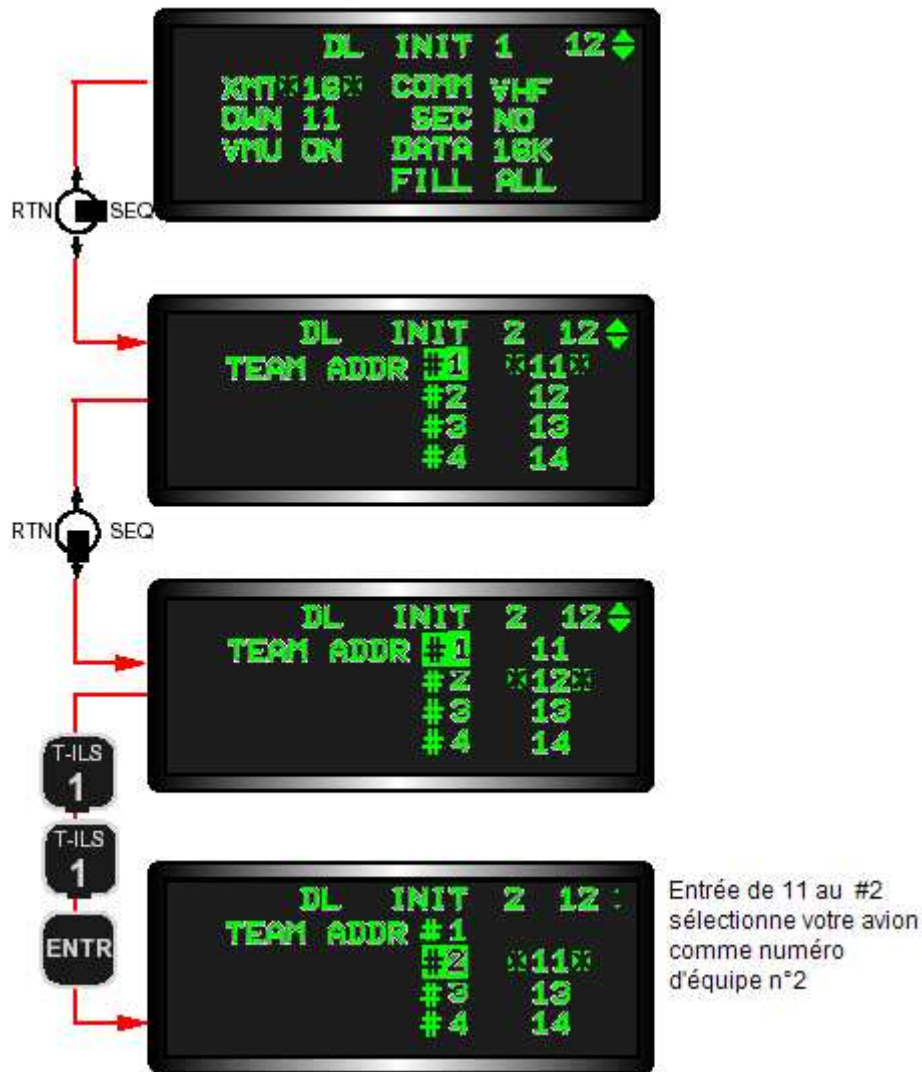 DL INIT 1 12
XMT *10* COMM VHF
OWN 11 SEC NO
VMU ON DATA 16K
FILL ALL
RTN SEQ
DL INIT 2 12
TEAM ADDR #1 *11*
#2 12
#3 13
#4 14
RTN SEQ
DL INIT 2 12
TEAM ADDR #1 11
#2 *12*
#3 13
#4 14
T-ILS
1
T-ILS
1
ENTR
DL INIT 2 12 :
TEAM ADDR #1
#2 *11*
#3 13
#4 14
Entrée de 11 au #2
sélectionne votre avion
comme numéro
d'équipe n°2